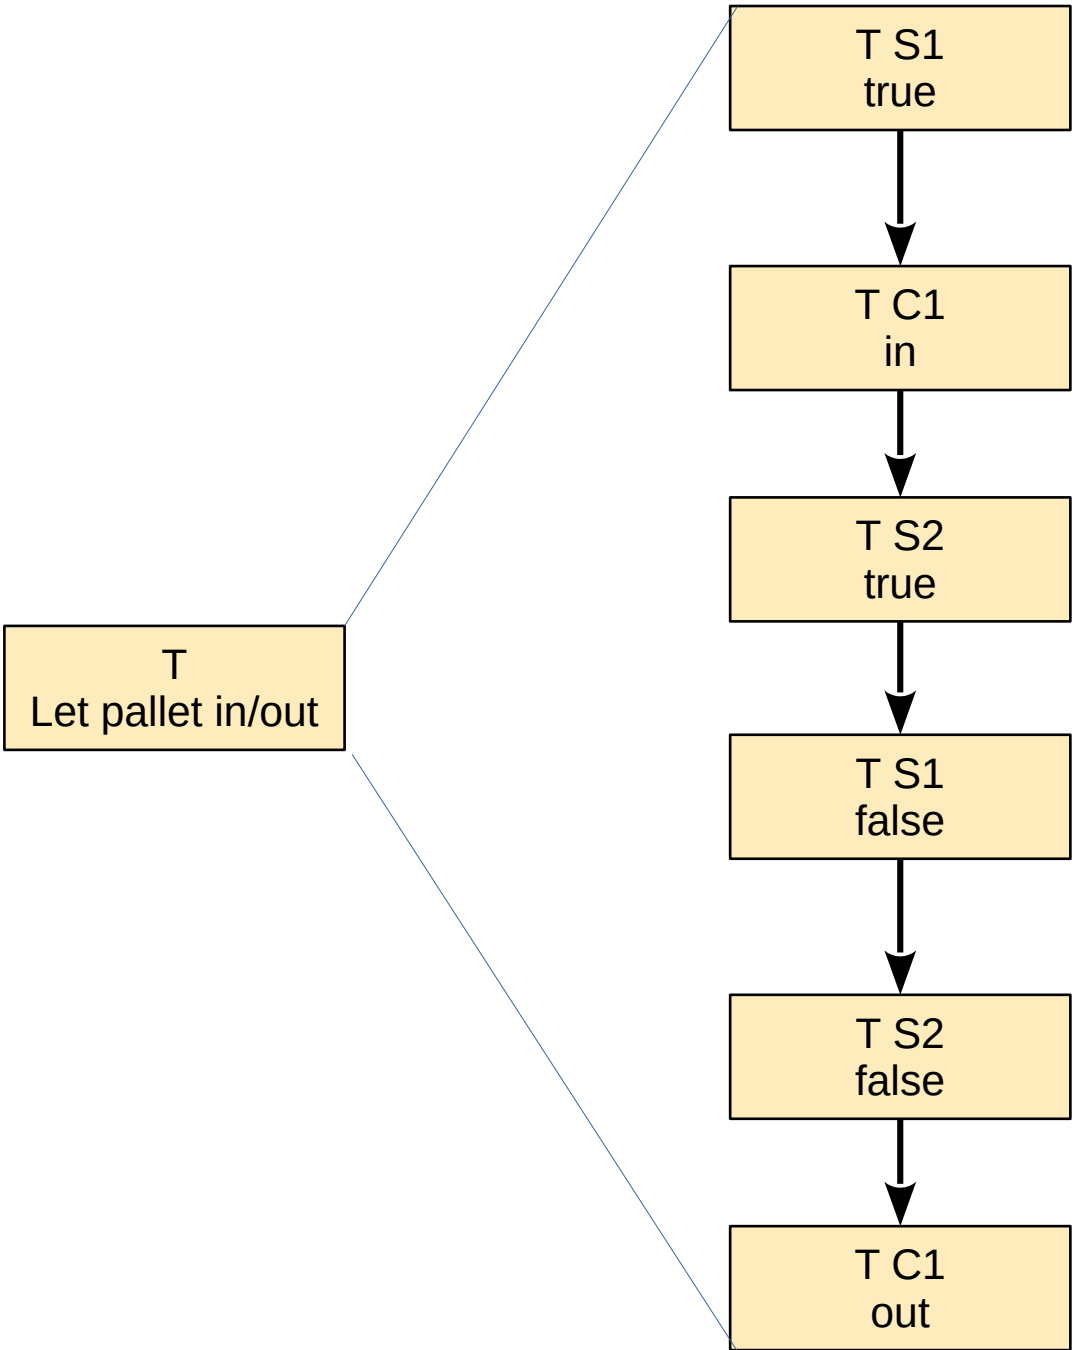 T S1
true
T C1
in
T S2
true
T
Let pallet in/out
T S1
false
T S2
false
T C1
out